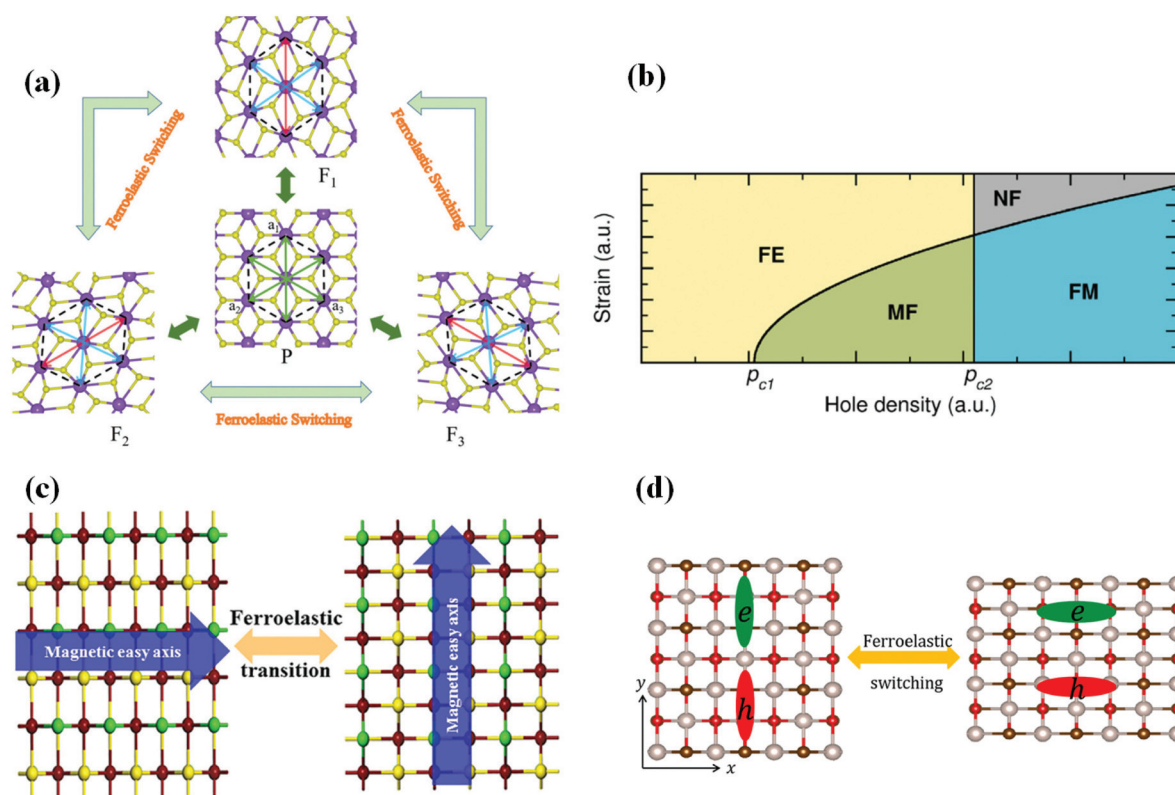 (a)
Ferroelastic Switching
F1
Ferroelastic Switching
a1
a2
a3
P
F2
Ferroelastic Switching
F3
(b)
Strain (a.u.)
FE
NF
MF
FM
pc1
pc2
Hole density (a.u.)
(c)
Magnetic easy axis
Ferroelastic
transition
Magnetic easy axis
(d)
e
h
y
x
Ferroelastic
switching
e
h